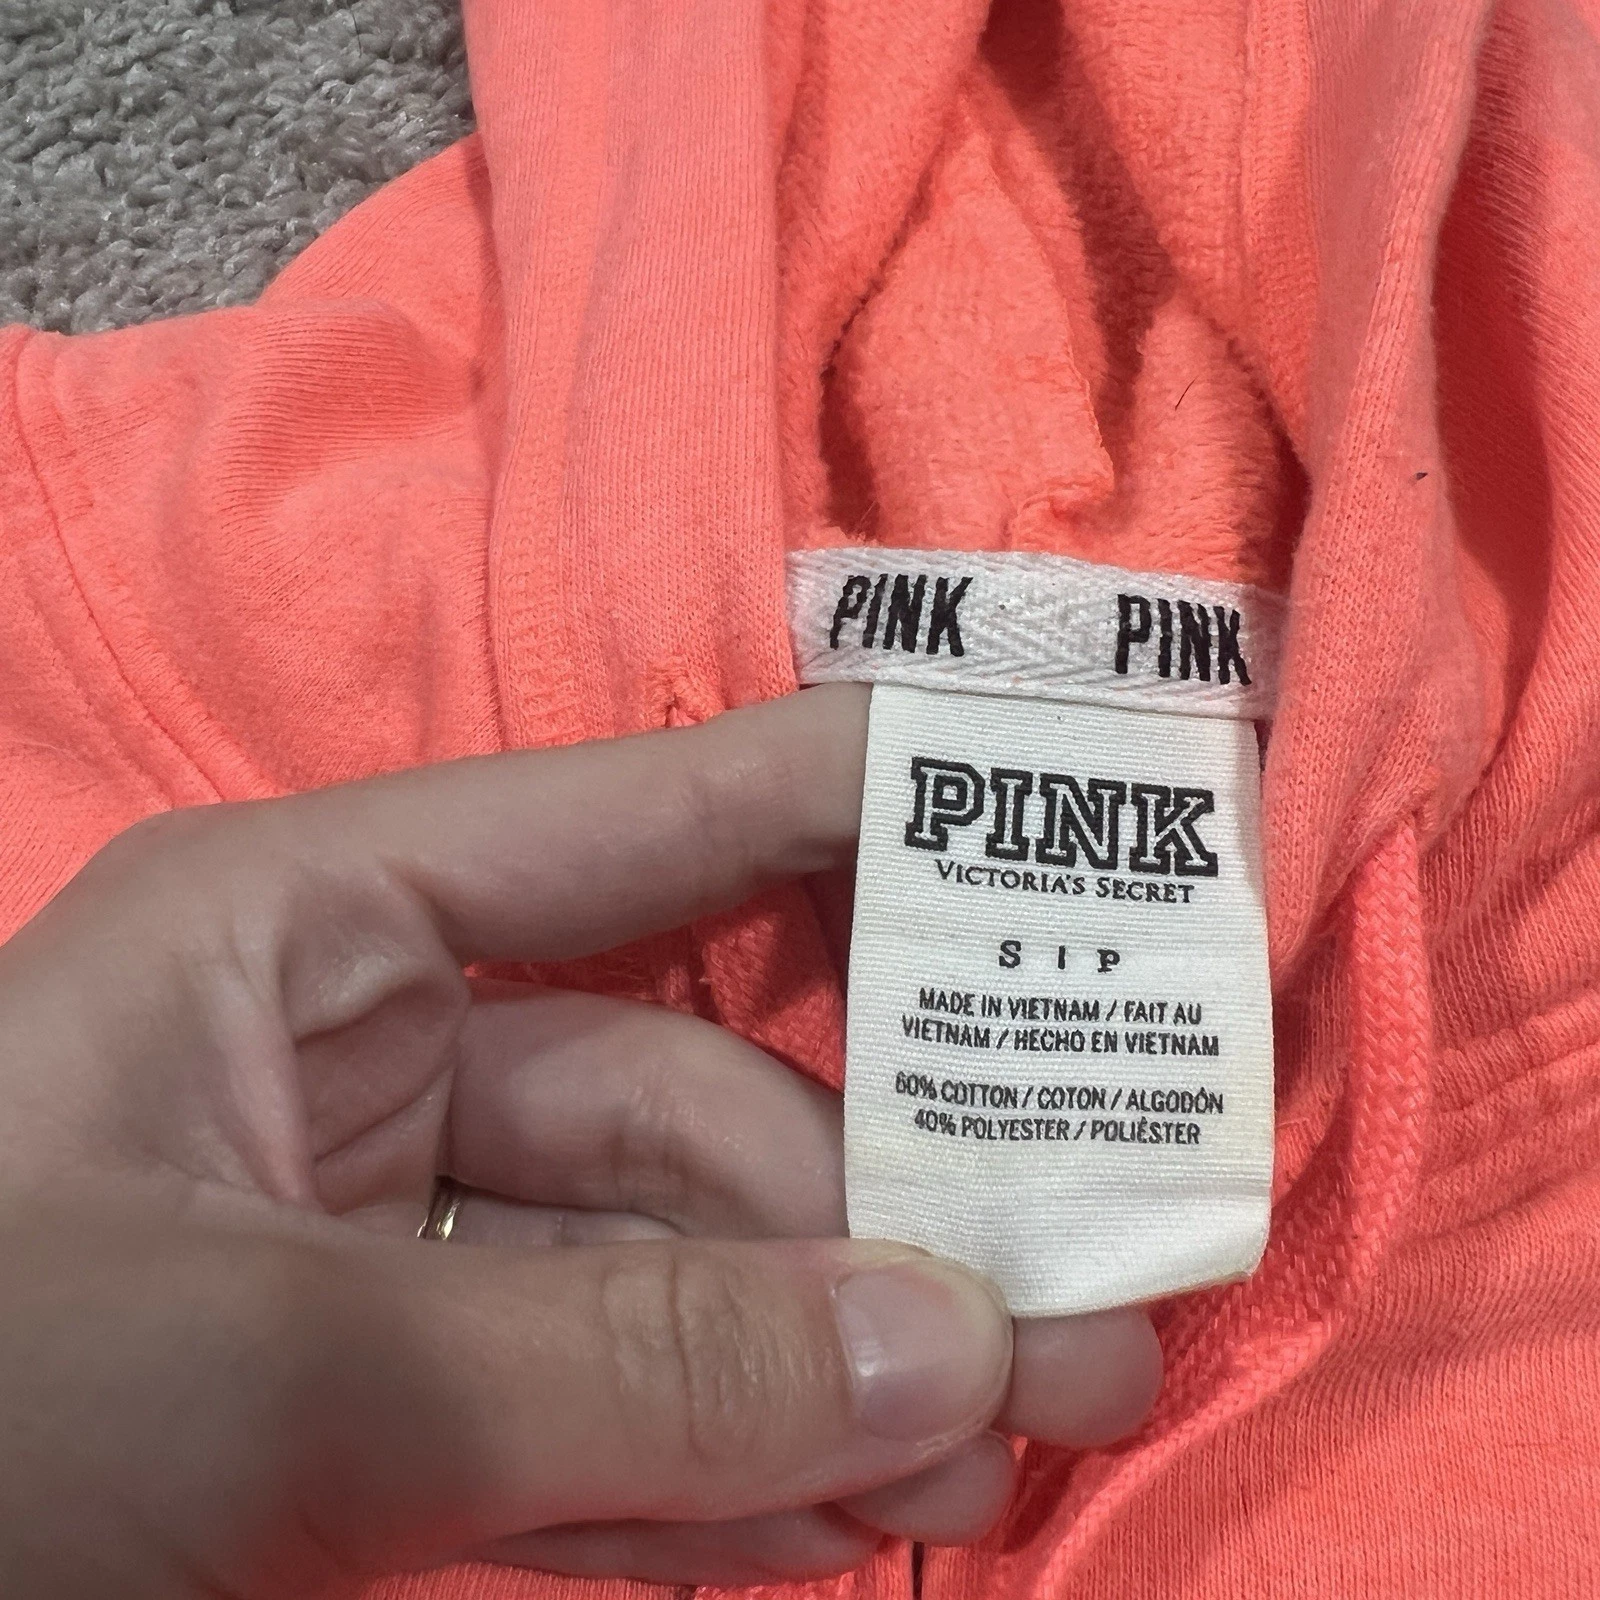 PINK PINK
PINK
VICTORIA'S SECRET
S | P
MADE IN VIETNAM / FAIT AU
VIETNAM / HECHO EN VIETNAM
60% COTTON / COTON / ALGODÓN
40% POLYESTER / POLIÉSTER